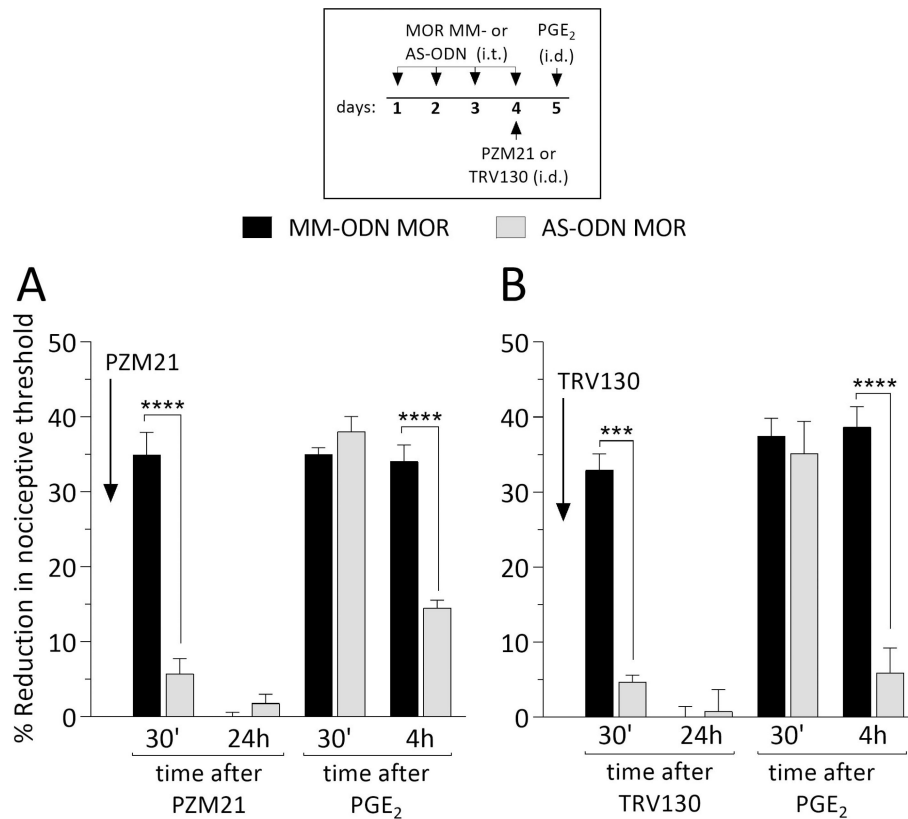 MOR MM- or
AS-ODN (i.t.)
PGE₂
(i.d.)
days: 1 2 3 4 5
PZM21 or
TRV130 (i.d.)
MM-ODN MOR
AS-ODN MOR
A
% Reduction in nociceptive threshold
50
40
30
20
10
0
PZM21
****
****
30' 24h 30' 4h
time after
PZM21
time after
PGE₂
B
50
40
30
20
10
0
TRV130
***
****
30' 24h 30' 4h
time after
TRV130
time after
PGE₂